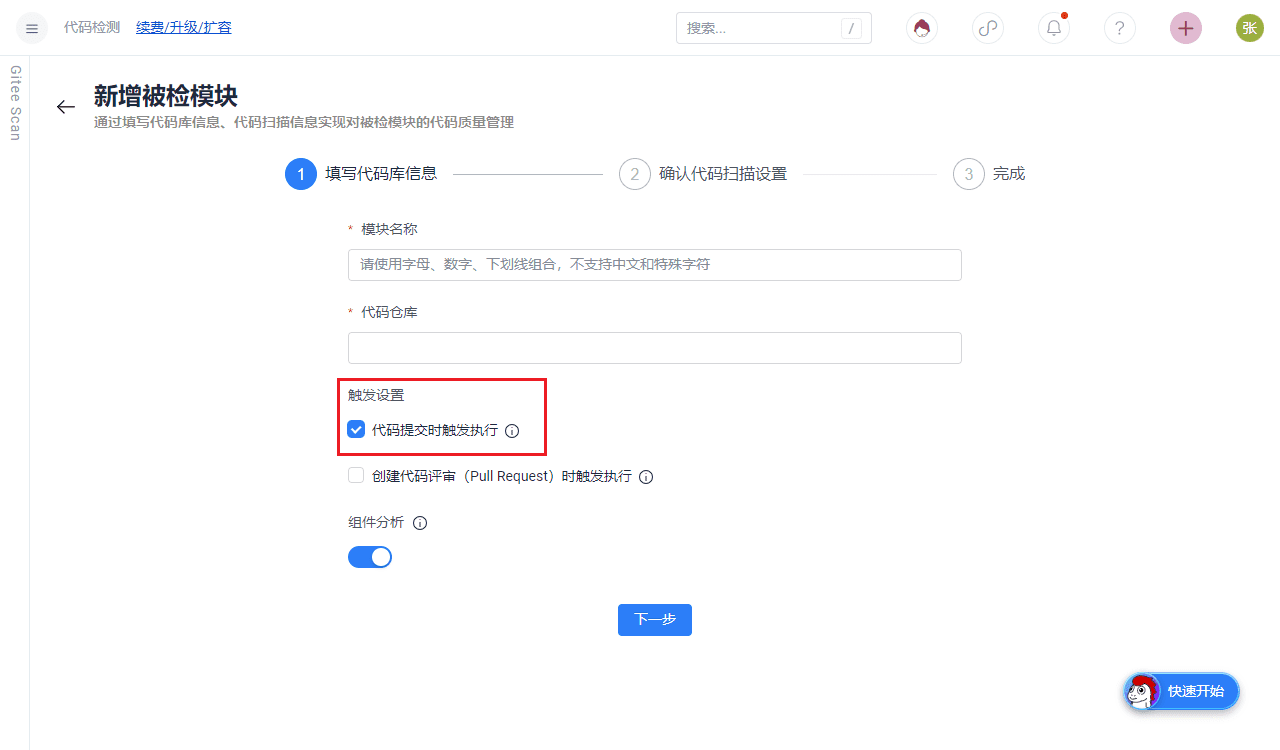 代码检测 续费/升级/扩容 搜索... / ? 张
Gitee Scan
新增被检模块
通过填写代码库信息、代码扫描信息实现对被检模块的代码质量管理
1 填写代码库信息 2 确认代码扫描设置 3 完成
* 模块名称
请使用字母、数字、下划线组合，不支持中文和特殊字符
* 代码仓库
触发设置
代码提交时触发执行
创建代码评审（Pull Request）时触发执行
组件分析
下一步
快速开始